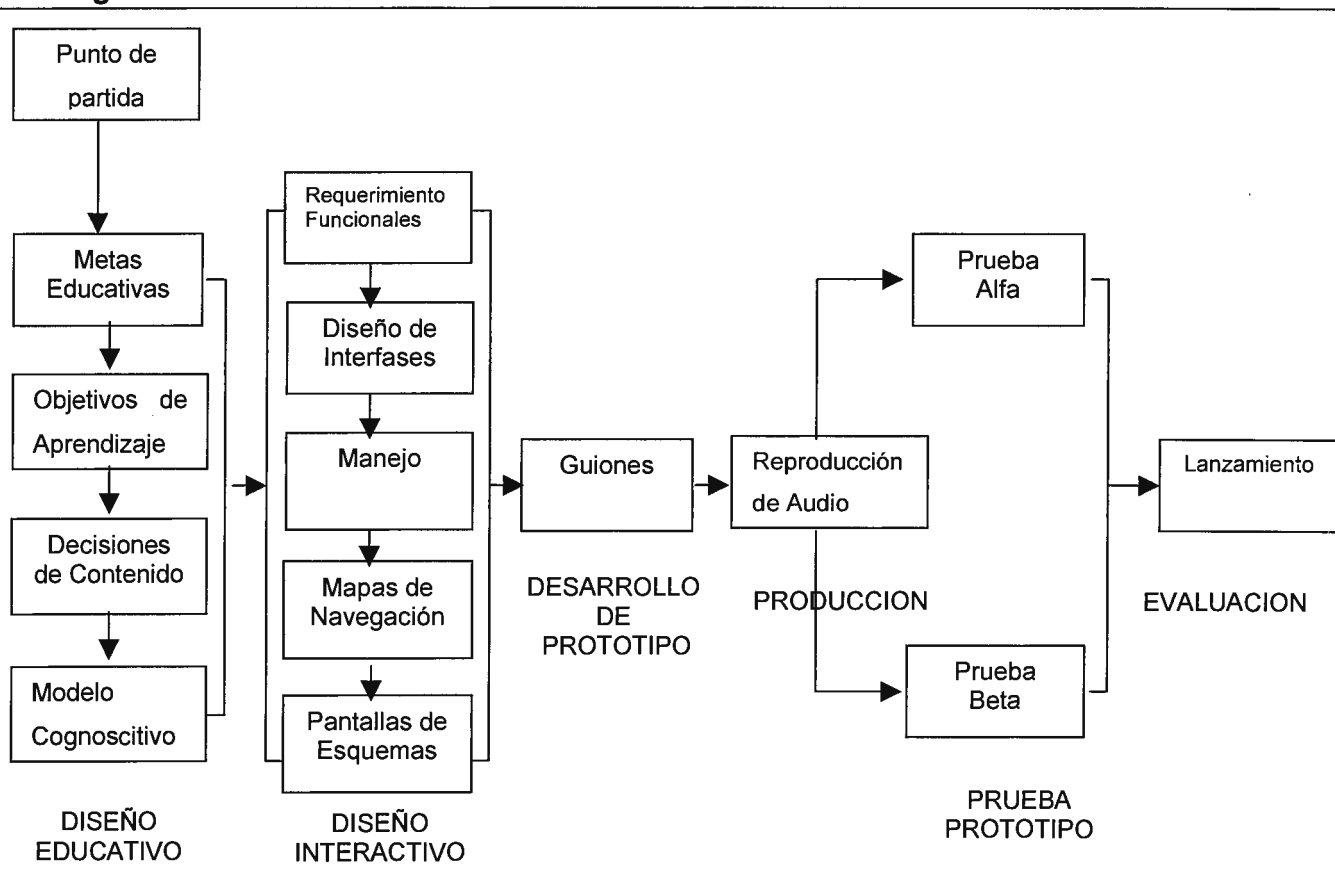 Punto de
partida
Metas
Educativas
Objetivos de
Aprendizaje
Decisiones
de Contenido
Modelo
Cognoscitivo
DISEÑO
EDUCATIVO
Requerimiento
Funcionales
Diseño de
Interfases
Manejo
Mapas de
Navegación
Pantallas de
Esquemas
DISEÑO
INTERACTIVO
Guiones
DESARROLLO
DE
PROTOTIPO
Reproducción
de Audio
PRODUCCION
Prueba
Alfa
Prueba
Beta
PRUEBA
PROTOTIPO
Lanzamiento
EVALUACION